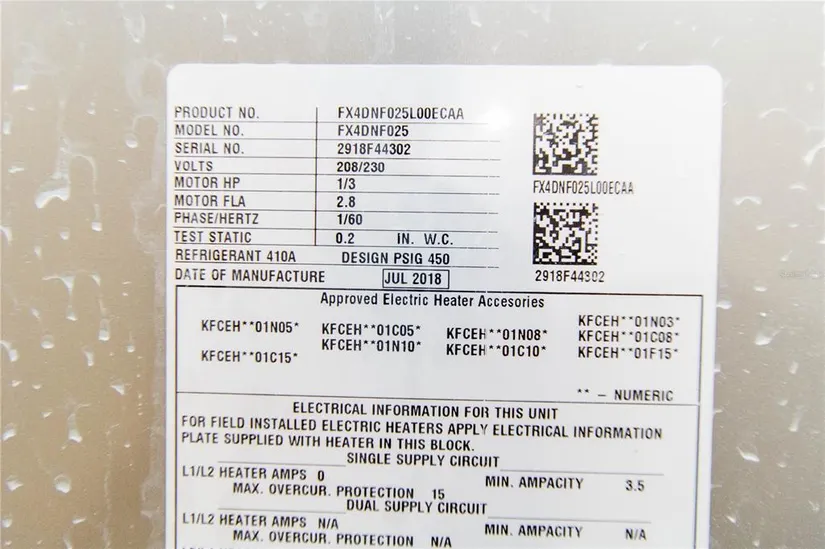 PRODUCT NO. FX4DNF025L00ECAA
MODEL NO. FX4DNF025
SERIAL NO. 2918F44302
VOLTS 208/230
MOTOR HP 1/3
MOTOR FLA 2.8
PHASE/HERTZ 1/60
TEST STATIC 0.2 IN. W.C.
REFRIGERANT 410A DESIGN PSIG 450
DATE OF MANUFACTURE JUL 2018
FX4DNF025L00ECAA
2918F44302
Approved Electric Heater Accesories
KFCEH**01N05* KFCEH**01C05* KFCEH**01N08* KFCEH**01N03*
KFCEH**01C15* KFCEH**01N10* KFCEH**01C10* KFCEH**01C08*
KFCEH**01F15*
** - NUMERIC
ELECTRICAL INFORMATION FOR THIS UNIT
FOR FIELD INSTALLED ELECTRIC HEATERS APPLY ELECTRICAL INFORMATION
PLATE SUPPLIED WITH HEATER IN THIS BLOCK.
SINGLE SUPPLY CIRCUIT
L1/L2 HEATER AMPS 0 MIN. AMPACITY 3.5
MAX. OVERCUR. PROTECTION 15
DUAL SUPPLY CIRCUIT
L1/L2 HEATER AMPS N/A MIN. AMPACITY N/A
MAX. OVERCUR. PROTECTION N/A